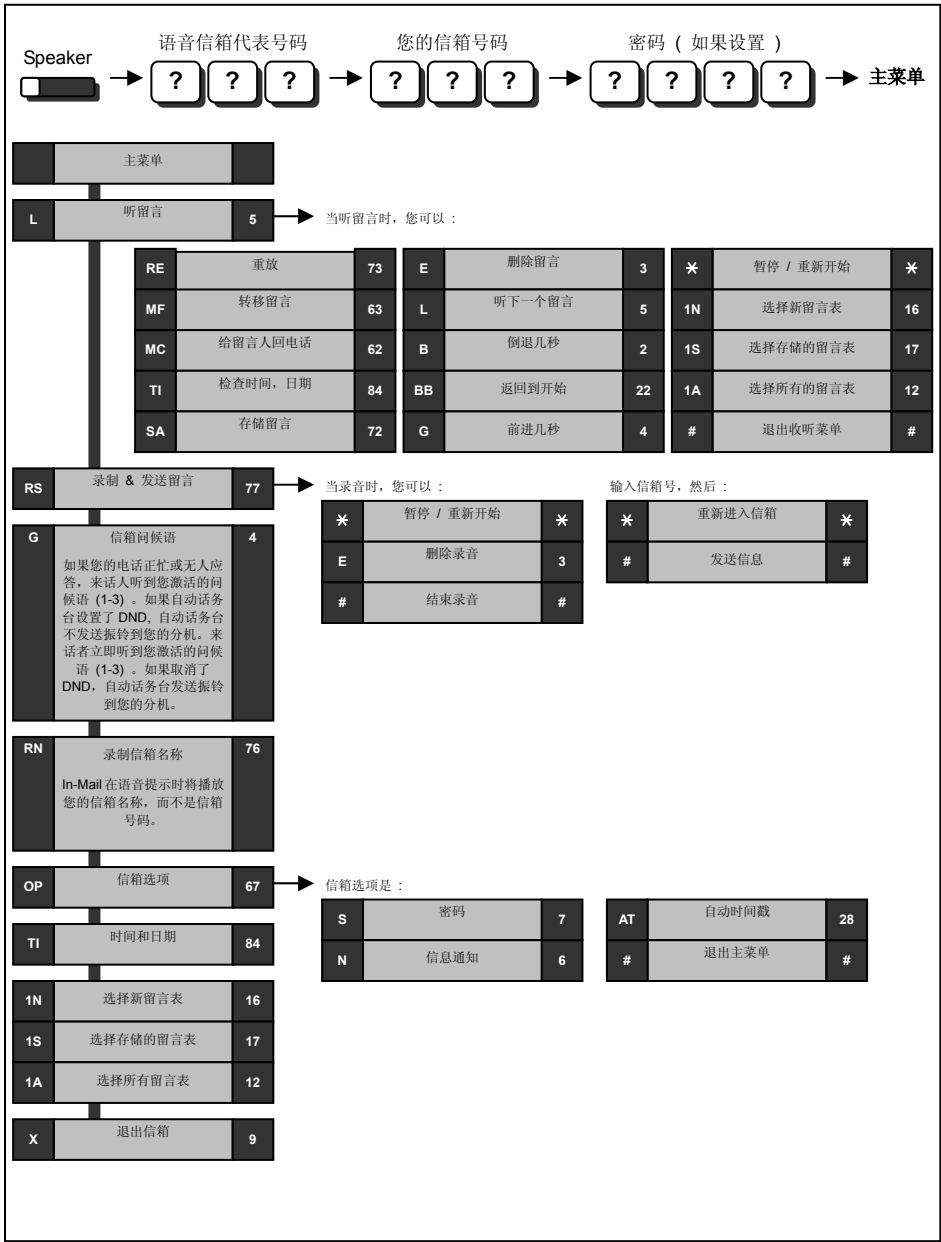 Speaker
语音信箱代表号码
? ? ?
您的信箱号码
? ? ?
密码 ( 如果设置 )
? ? ? ?
主菜单
主菜单
L 听留言 5
当听留言时，您可以 :
RE 重放 73
MF 转移留言 63
MC 给留言人回电话 62
TI 检查时间，日期 84
SA 存储留言 72
E 删除留言 3
L 听下一个留言 5
B 倒退几秒 2
BB 返回到开始 22
G 前进几秒 4
* 暂停 / 重新开始 *
1N 选择新留言表 16
1S 选择存储的留言表 17
1A 选择所有的留言表 12
# 退出收听菜单 #
RS 录制 & 发送留言 77
当录音时，您可以 :
* 暂停 / 重新开始 *
E 删除录音 3
# 结束录音 #
输入信箱号，然后 :
* 重新进入信箱 *
# 发送信息 #
G 信箱问候语 4
如果您的电话正忙或无人应
答，来话人听到您激活的问
候语 (1-3) 。如果自动话务
台设置了 DND, 自动话务台
不发送振铃到您的分机。来
话者立即听到您激活的问候
语 (1-3) 。如果取消了
DND，自动话务台发送振铃
到您的分机。
RN 录制信箱名称 76
In-Mail 在语音提示时将播放
您的信箱名称，而不是信箱
号码。
OP 信箱选项 67
信箱选项是 :
S 密码 7
N 信息通知 6
AT 自动时间戳 28
# 退出主菜单 #
TI 时间和日期 84
1N 选择新留言表 16
1S 选择存储的留言表 17
1A 选择所有留言表 12
X 退出信箱 9